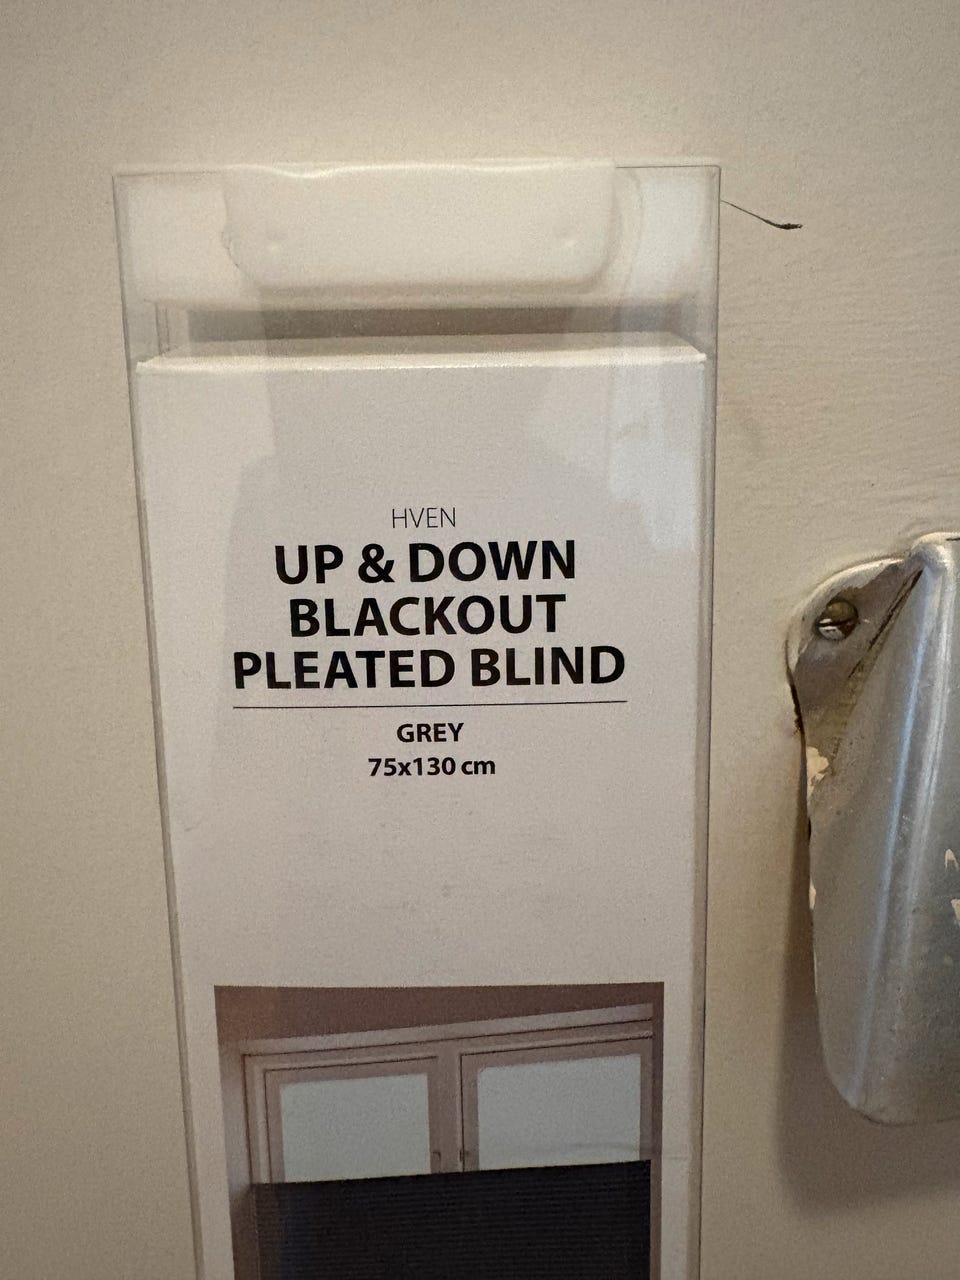 HVEN
UP & DOWN
BLACKOUT
PLEATED BLIND
GREY
75x130 cm